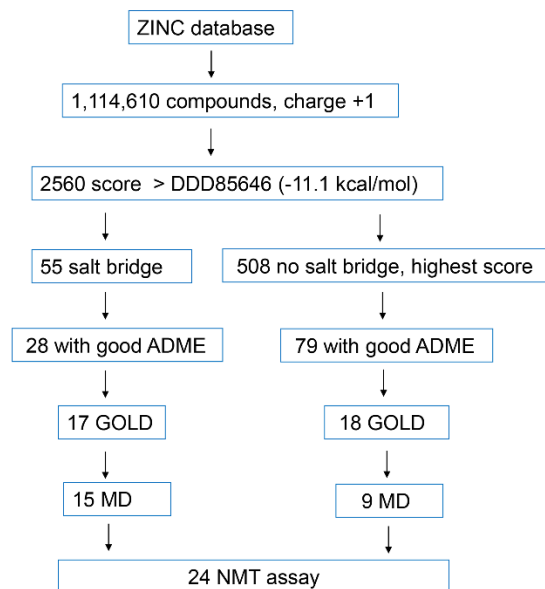 ZINC database
1,114,610 compounds, charge +1
2560 score > DDD85646 (-11.1 kcal/mol)
55 salt bridge
508 no salt bridge, highest score
28 with good ADME
79 with good ADME
17 GOLD
18 GOLD
15 MD
9 MD
24 NMT assay